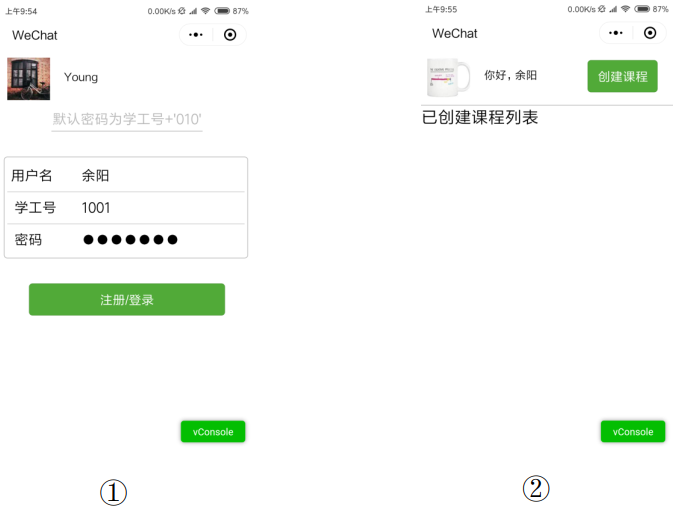 上午9:54
0.00K/s
87%
WeChat
Young
默认密码为学工号+'010'
用户名 余阳
学工号 1001
密码 ●●●●●●●
注册/登录
vConsole
①
上午9:55
0.00K/s
87%
WeChat
你好, 余阳
创建课程
已创建课程列表
vConsole
②